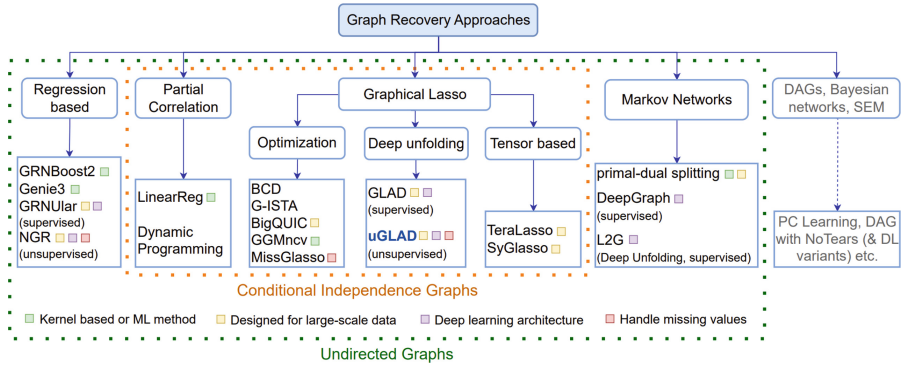 Graph Recovery Approaches
Regression
based
Partial
Correlation
Graphical Lasso
Markov Networks
DAGs, Bayesian
networks, SEM
Optimization
Deep unfolding
Tensor based
GRNBoost2
Genie3
GRNUlar
(supervised)
NGR
(unsupervised)
LinearReg
Dynamic
Programming
BCD
G-ISTA
BigQUIC
GGMncv
MissGlasso
GLAD
(supervised)
uGLAD
(unsupervised)
TeraLasso
SyGlasso
primal-dual splitting
DeepGraph
(supervised)
L2G
(Deep Unfolding, supervised)
PC Learning, DAG
with NoTears (& DL
variants) etc.
Conditional Independence Graphs
Kernel based or ML method
Designed for large-scale data
Deep learning architecture
Handle missing values
Undirected Graphs